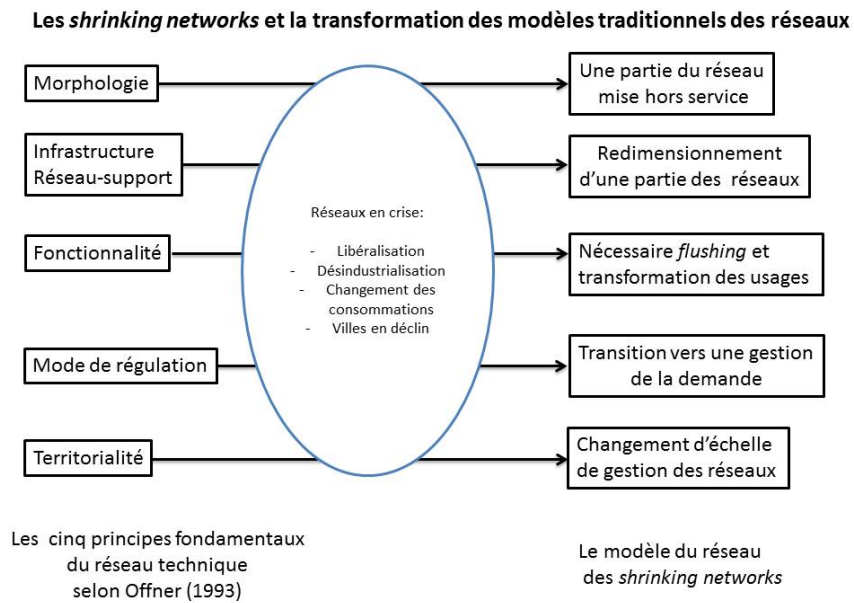 Les shrinking networks et la transformation des modèles traditionnels des réseaux
Morphologie
Infrastructure
Réseau-support
Fonctionnalité
Mode de régulation
Territorialité
Réseaux en crise:
- Libéralisation
- Désindustrialisation
- Changement des
consommations
- Villes en déclin
Une partie du réseau
mise hors service
Redimensionnement
d'une partie des réseaux
Nécessaire flushing et
transformation des usages
Transition vers une gestion
de la demande
Changement d'échelle
de gestion des réseaux
Les cinq principes fondamentaux
du réseau technique
selon Offner (1993)
Le modèle du réseau
des shrinking networks